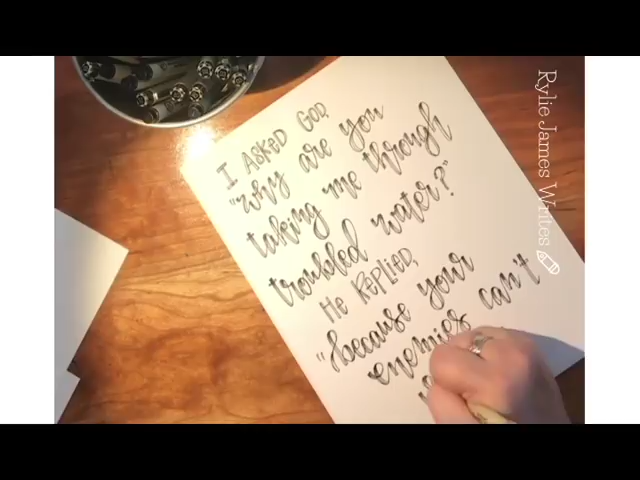 I ASKED GOD,
"Why are you
taking me through
troubled water?"
He REPLIED,
"Because your
enemies can't
Rylie James Writes